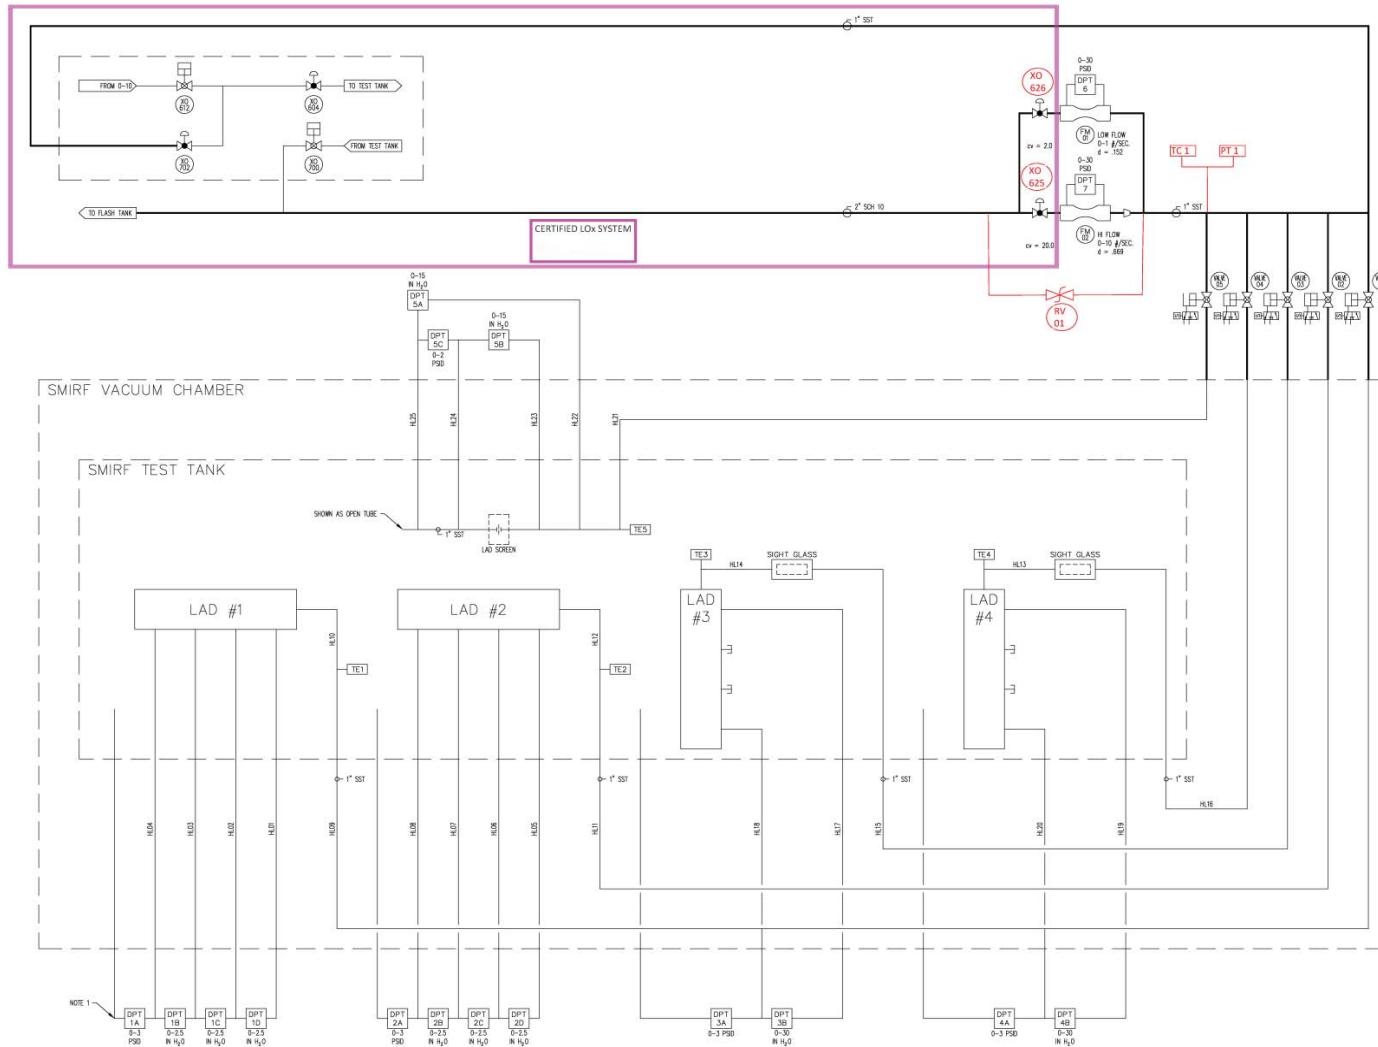 1" SST
FROM O-10
XO
612
XO
604
TO TEST TANK
XO
702
XO
700
FROM TEST TANK
TO FLASH TANK
2" SCH 10
CERTIFIED LOx SYSTEM
XO
626
cv = 2.0
XO
625
cv = 20.0
0-30
PSID
DPT
6
FM
01
LOW FLOW
0-1 #/SEC.
d = .152
0-30
PSID
DPT
7
FM
02
HI FLOW
0-10 #/SEC.
d = .669
1" SST
TC 1
PT 1
RV
01
VALVE
05
VALVE
04
VALVE
03
VALVE
02
0-15
IN H₂O
DPT
5A
DPT
5C
0-2
PSID
0-15
IN H₂O
DPT
5B
HL25
HL24
HL23
HL22
HL21
SMIRF VACUUM CHAMBER
SMIRF TEST TANK
SHOWN AS OPEN TUBE
1" SST
LAD SCREEN
TE5
LAD #1
HL10
TE1
LAD #2
HL12
TE2
TE3
HL14
SIGHT GLASS
LAD
#3
TE4
HL13
SIGHT GLASS
LAD
#4
1" SST
1" SST
1" SST
1" SST
HL16
HL04
HL03
HL02
HL01
HL09
HL08
HL07
HL06
HL05
HL11
HL18
HL17
HL15
HL20
HL19
NOTE 1
DPT
1A
0-3
PSID
DPT
1B
0-2.5
IN H₂O
DPT
1C
0-2.5
IN H₂O
DPT
1D
0-2.5
IN H₂O
DPT
2A
0-3
PSID
DPT
2B
0-2.5
IN H₂O
DPT
2C
0-2.5
IN H₂O
DPT
2D
0-2.5
IN H₂O
DPT
3A
0-3 PSID
DPT
3B
0-30
IN H₂O
DPT
4A
0-3 PSID
DPT
4B
0-30
IN H₂O